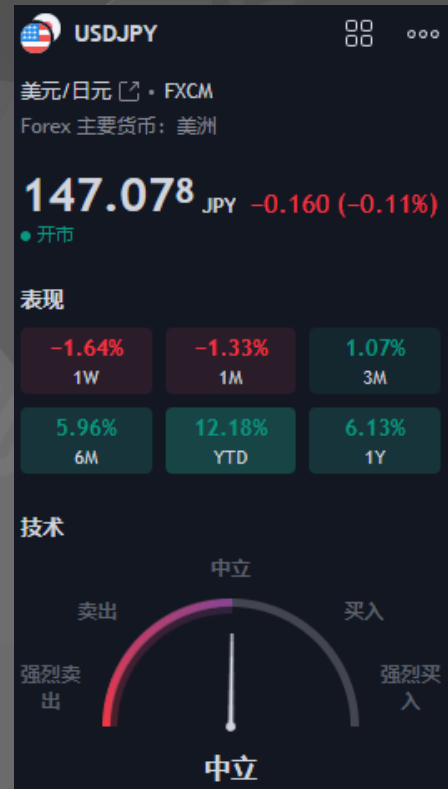 USDJPY
美元/日元 • FXCM
Forex 主要货币：美洲
147.078 JPY −0.160 (−0.11%)
开市
表现
−1.64% −1.33% 1.07%
1W 1M 3M
5.96% 12.18% 6.13%
6M YTD 1Y
技术
中立
卖出 买入
强烈卖出 强烈买入
中立